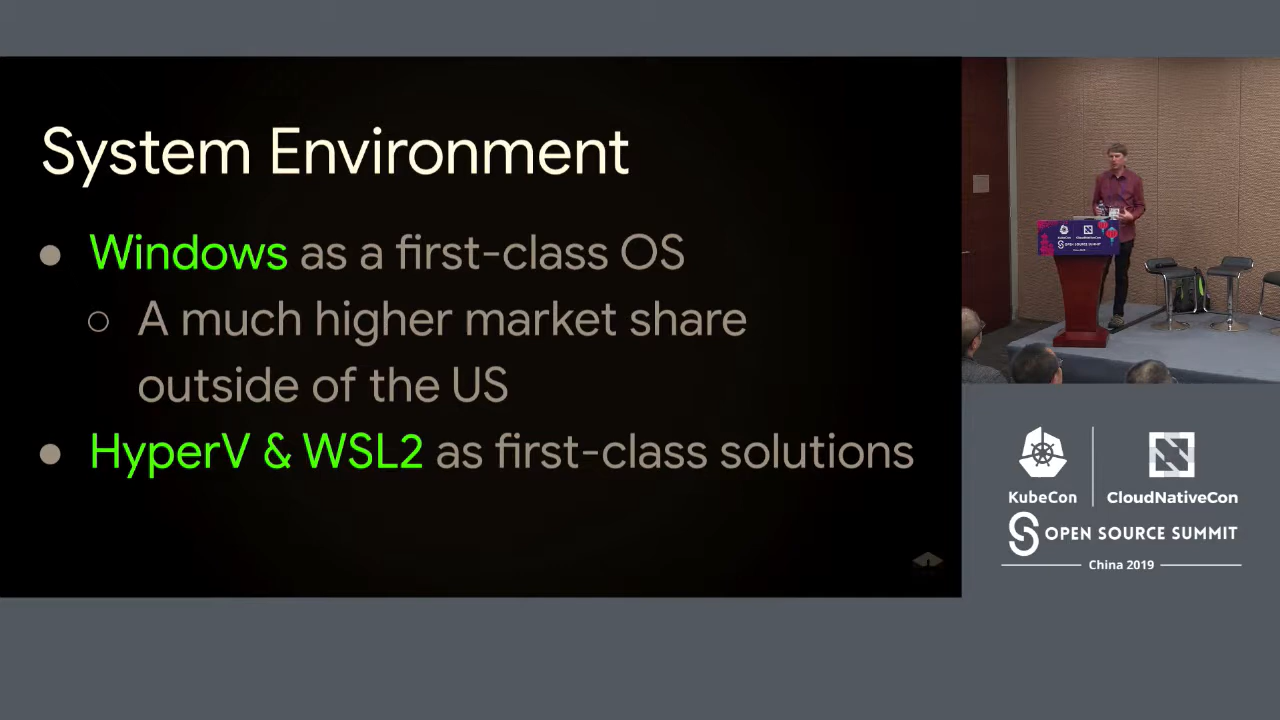 System Environment
● Windows as a first-class OS
○ A much higher market share
outside of the US
● HyperV & WSL2 as first-class solutions
KubeCon
CloudNativeCon
OPEN SOURCE SUMMIT
China 2019